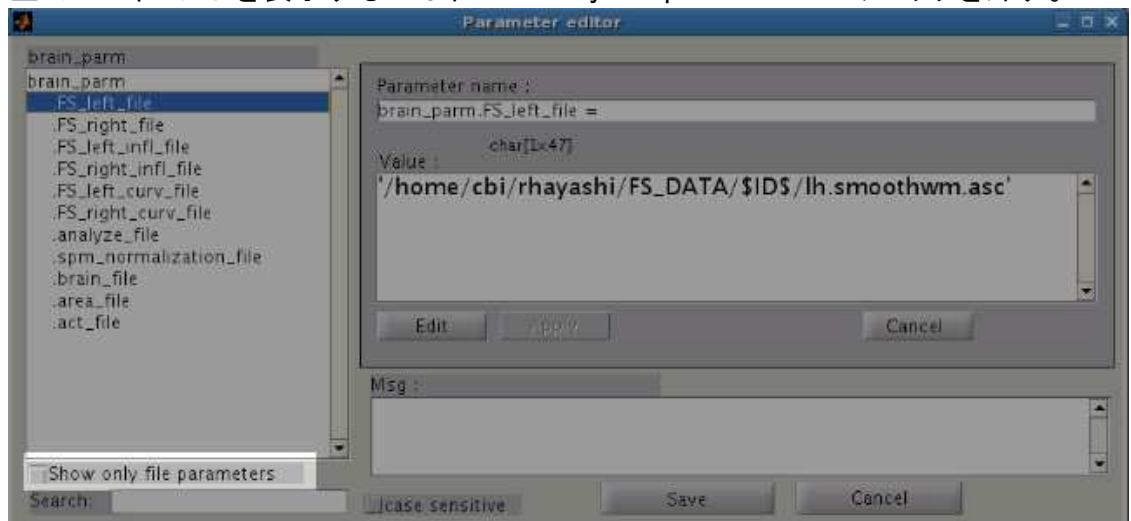 Parameter editor
brain_parm
brain_parm
.FS_left_file
.FS_right_file
.FS_left_infl_file
.FS_right_infl_file
.FS_left_curv_file
.FS_right_curv_file
.analyze_file
.spm_normalization_file
.brain_file
.area_file
.act_file
Show only file parameters
Search:
Parameter name :
brain_parm.FS_left_file =
char[1x47]
Value :
'/home/cbi/rhayashi/FS_DATA/$ID$/lh.smoothwm.asc'
Edit
Apply
Cancel
Msg :
case sensitive
Save
Cancel